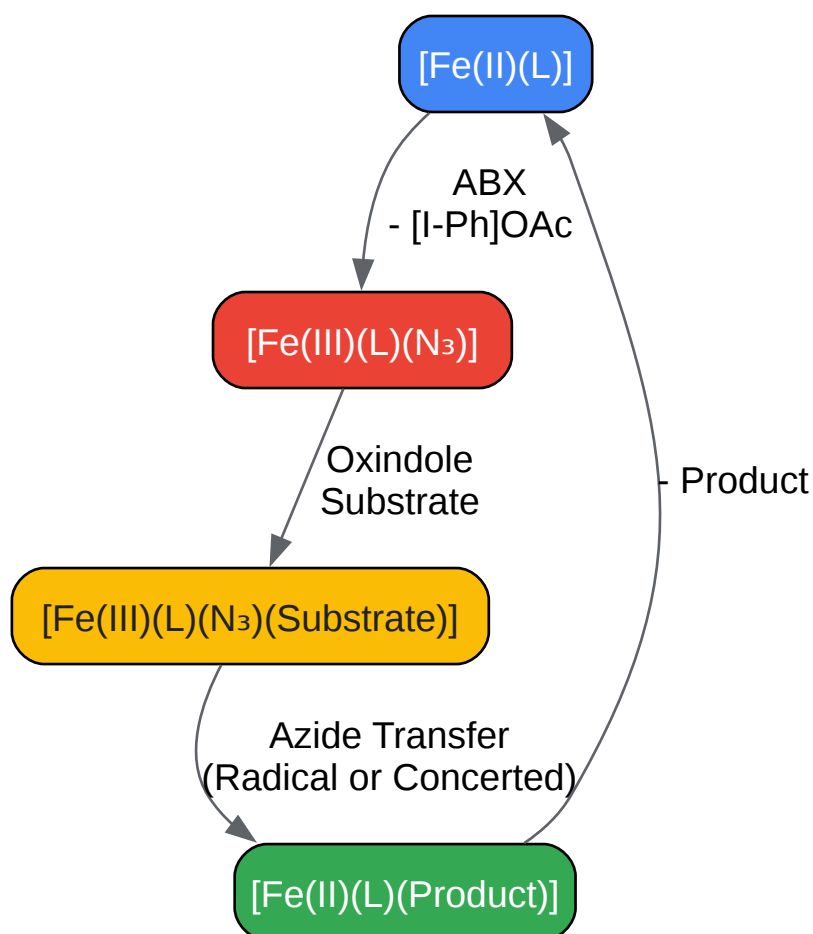 [Fe(II)(L)]
ABX
- [I-Ph]OAc
[Fe(III)(L)(N₃)]
Oxindole
Substrate
- Product
[Fe(III)(L)(N₃)(Substrate)]
Azide Transfer
(Radical or Concerted)
[Fe(II)(L)(Product)]